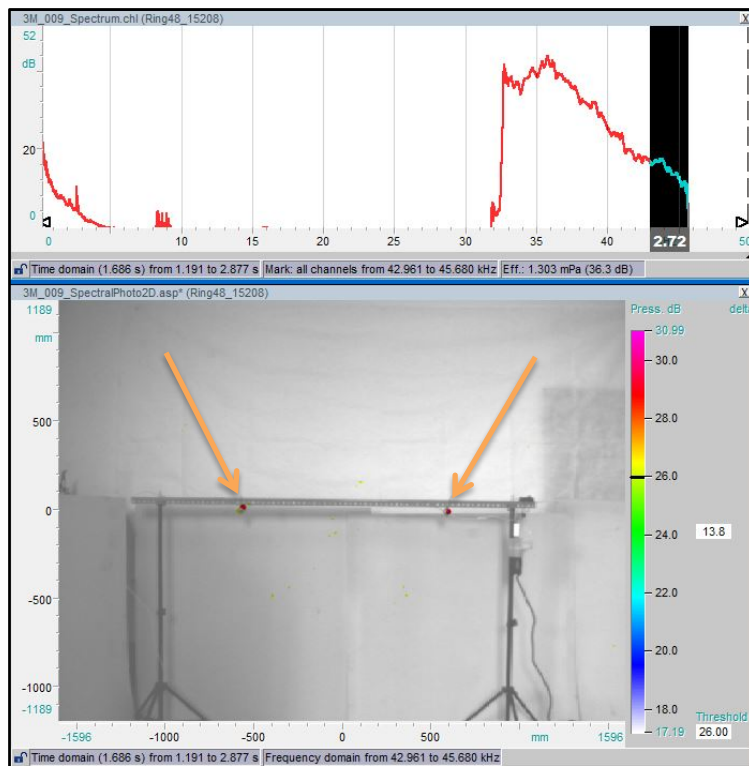 3M_009_Spectrum.chl (Ring48_15208) X
52
dB
20
0
0 10 15 20 25 30 35 40 50
2.72
Time domain (1.686 s) from 1.191 to 2.877 s Mark: all channels from 42.961 to 45.680 kHz Eff.: 1.303 mPa (36.3 dB)
3M_009_SpectralPhoto2D.asp* (Ring48_15208) X
1189
mm
500
0
-500
-1000
-1189
-1596 -1000 -500 0 500 mm 1596
Press. dB delta
30.99
30.0
28.0
26.0
24.0
22.0
20.0
18.0
17.19
13.8
Threshold
26.00
Time domain (1.686 s) from 1.191 to 2.877 s Frequency domain from 42.961 to 45.680 kHz